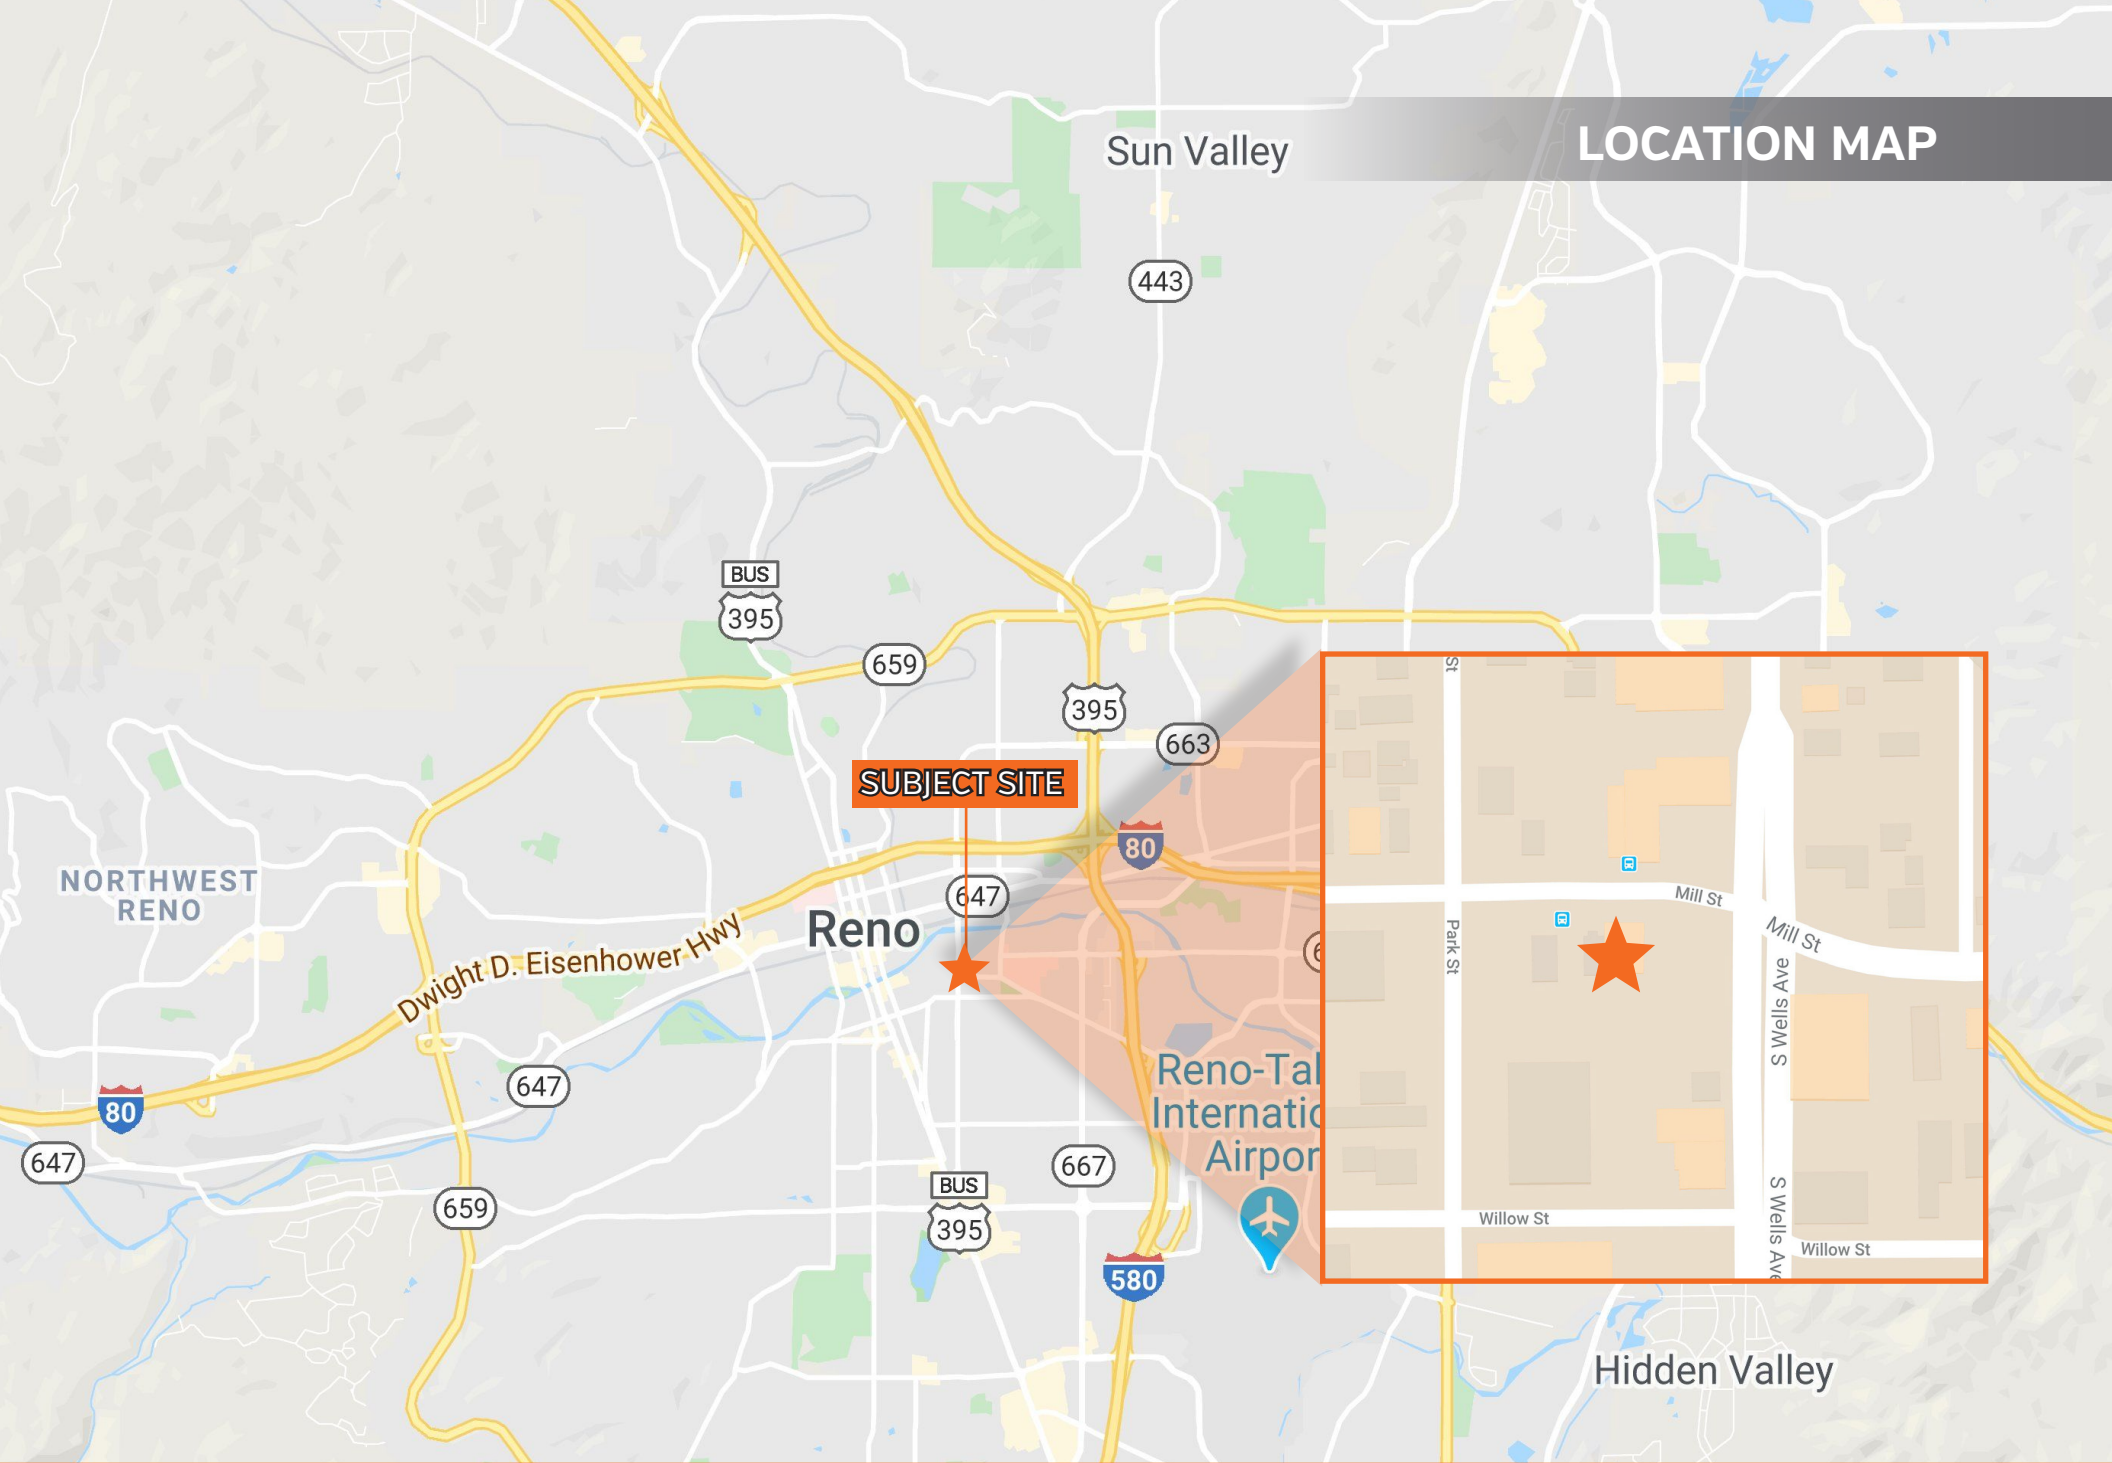 Sun Valley
LOCATION MAP
443
BUS
395
659
395
663
SUBJECT SITE
80
NORTHWEST
RENO
647
Reno
Dwight D. Eisenhower Hwy
Reno-Ta
Internatio
Airpor
80
647
647
659
667
BUS
395
580
St
Mill St
Mill St
Park St
S Wells Ave
S Wells Ave
Willow St
Willow St
Hidden Valley